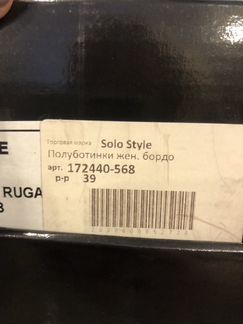 E
RUGA
Торговая марка Solo Style
Полуботинки жен. бордо
арт. 172440-568
р-р 39